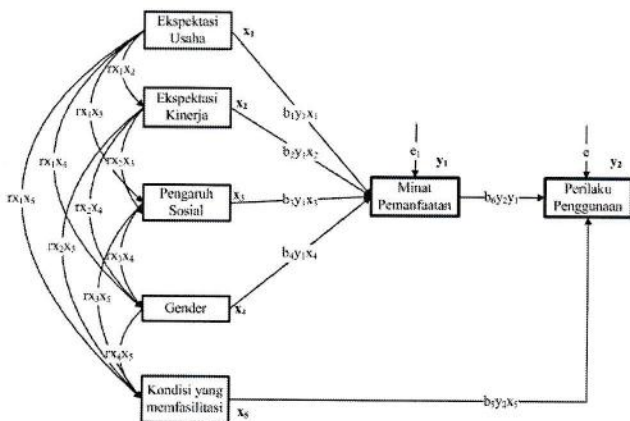 Ekspektasi
Usaha
x₁
rx₁x₂
Ekspektasi
Kinerja
x₂
rx₁x₃
b₁y₁x₁
b₂y₁x₂
e₁
y₁
e
y₂
rx₁x₄
rx₂x₃
rx₁x₅
Pengaruh
Sosial
x₃
b₃y₁x₃
Minat
Pemanfaatan
b₆y₂y₁
Perilaku
Penggunaan
rx₂x₄
rx₂x₅
rx₃x₄
b₄y₁x₄
rx₃x₅
Gender
x₄
rx₄x₅
Kondisi yang
memfasilitasi
x₅
b₅y₂x₅